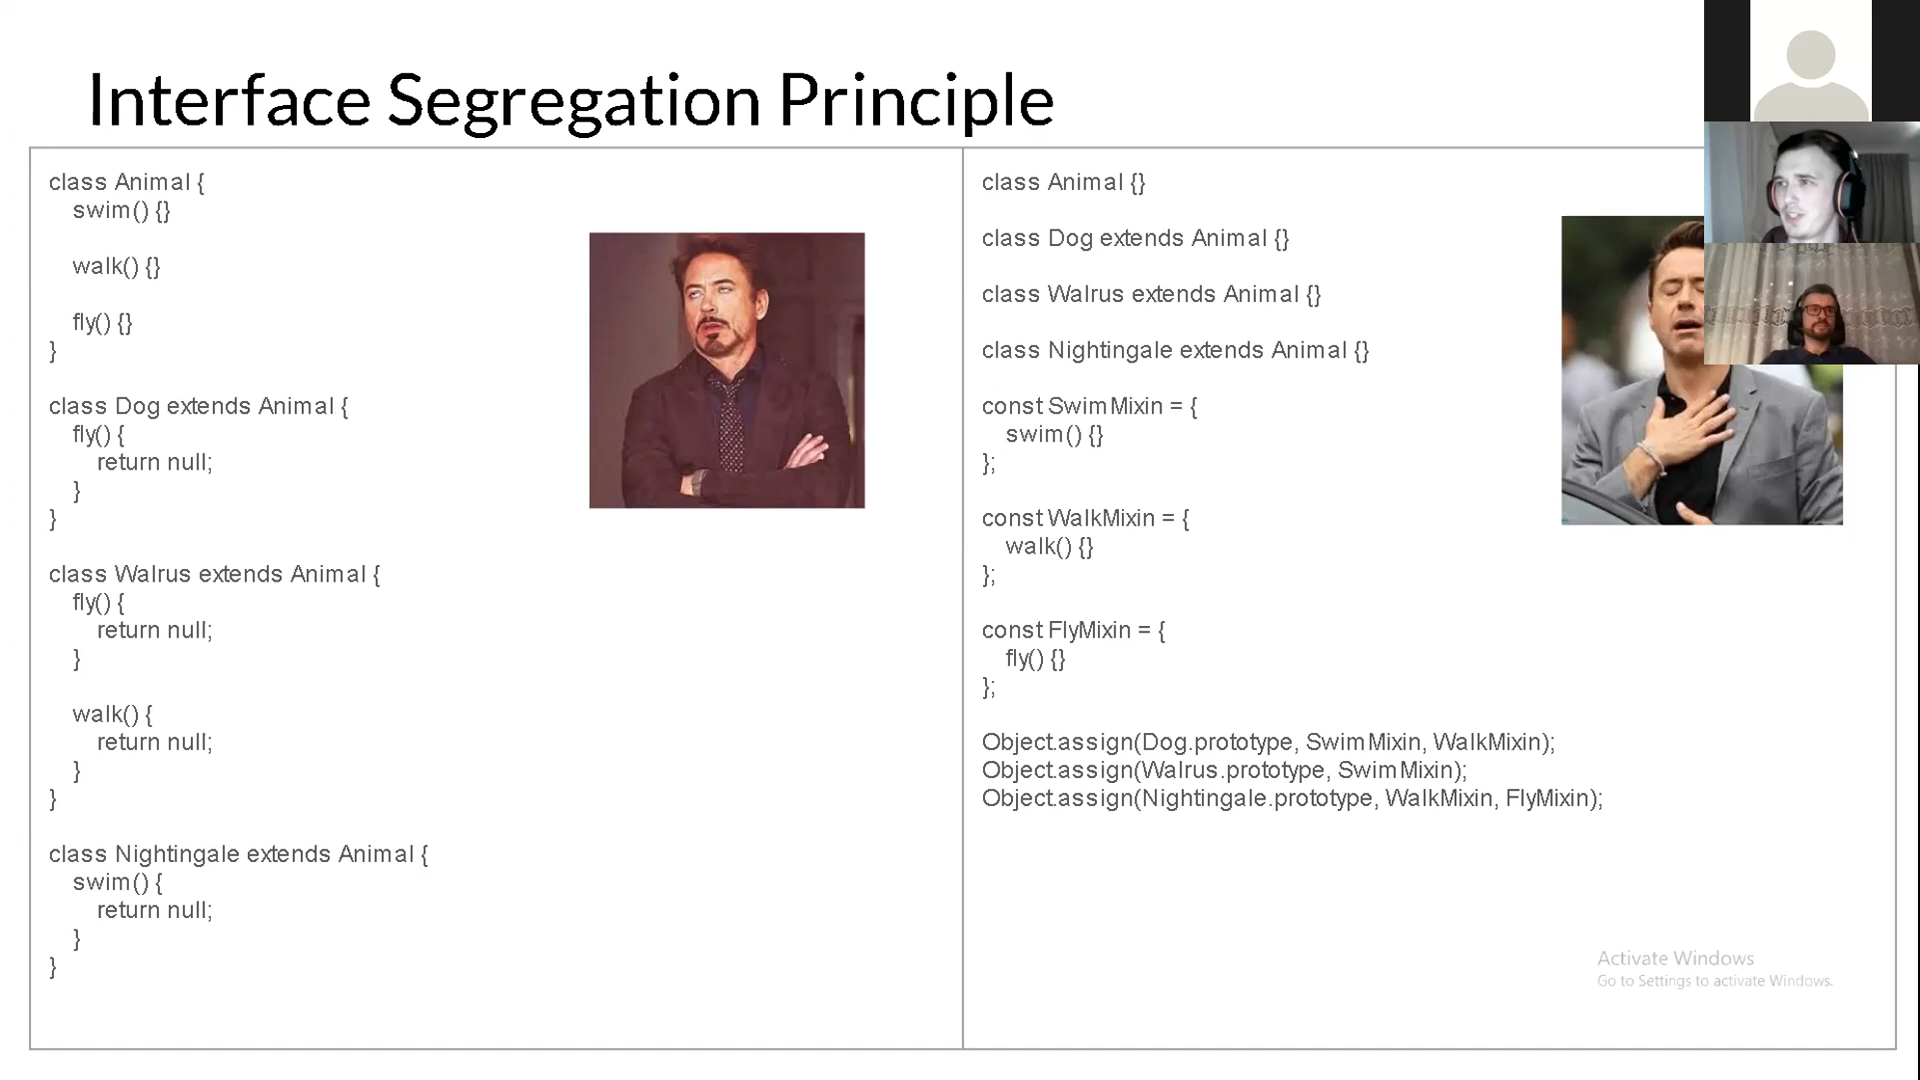 Interface Segregation Principle
class Animal {
swim() {}
walk() {}
fly() {}
}
class Dog extends Animal {
fly() {
return null;
}
}
class Walrus extends Animal {
fly() {
return null;
}
walk() {
return null;
}
}
class Nightingale extends Animal {
swim() {
return null;
}
}
class Animal {}
class Dog extends Animal {}
class Walrus extends Animal {}
class Nightingale extends Animal {}
const SwimMixin = {
swim() {}
};
const WalkMixin = {
walk() {}
};
const FlyMixin = {
fly() {}
};
Object.assign(Dog.prototype, SwimMixin, WalkMixin);
Object.assign(Walrus.prototype, SwimMixin);
Object.assign(Nightingale.prototype, WalkMixin, FlyMixin);
Activate Windows
Go to Settings to activate Windows.